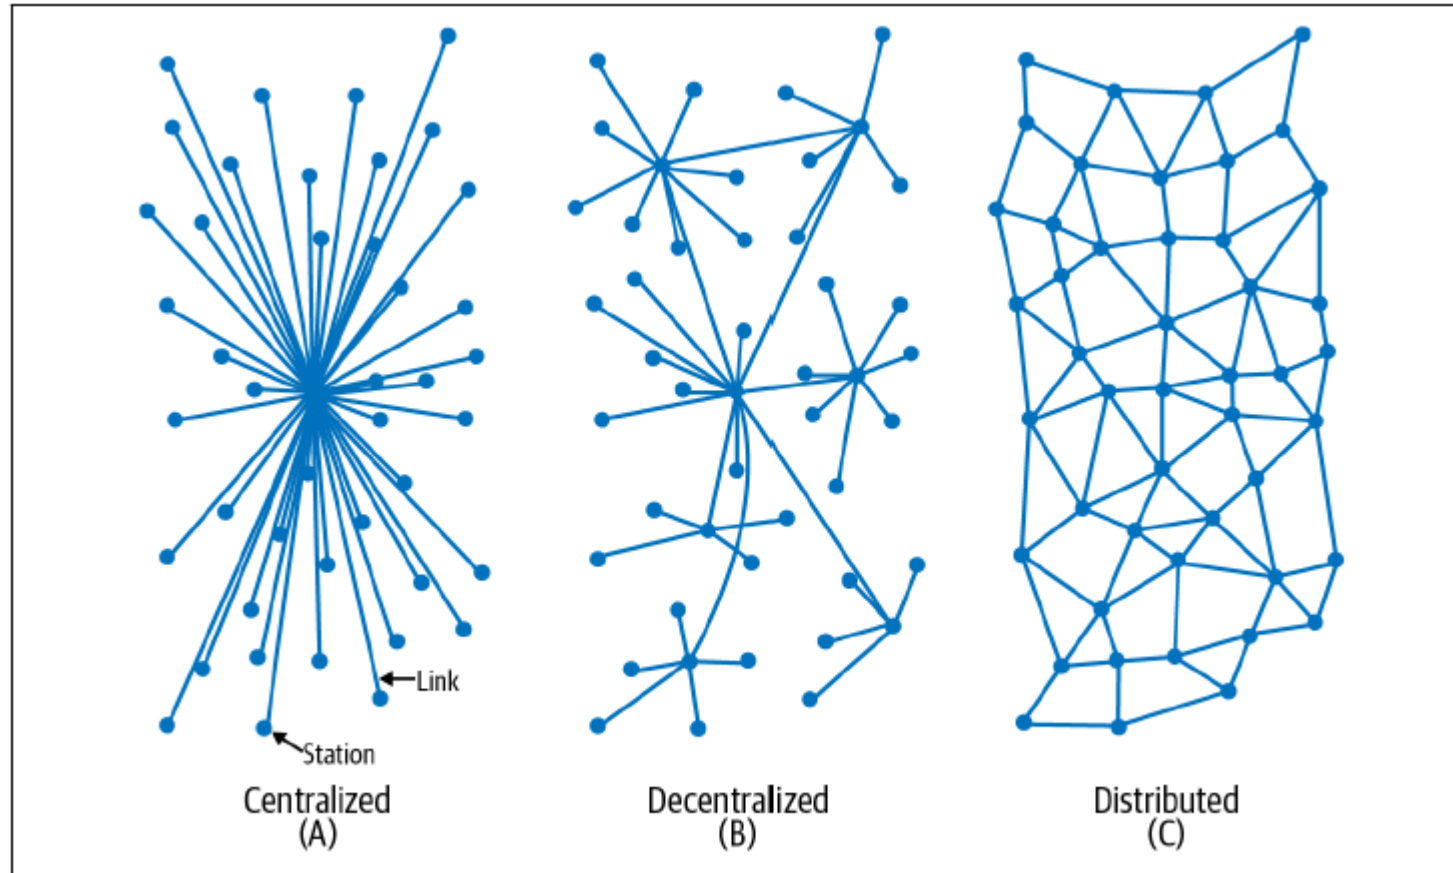 Link
Station
Centralized
(A)
Decentralized
(B)
Distributed
(C)